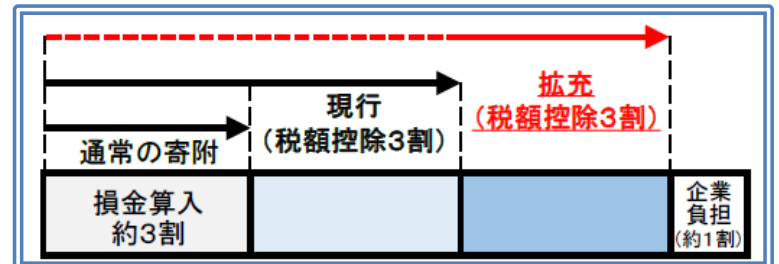 通常の寄附
現行
(税額控除3割)
拡充
(税額控除3割)
損金算入
約3割
企業
負担
(約1割)